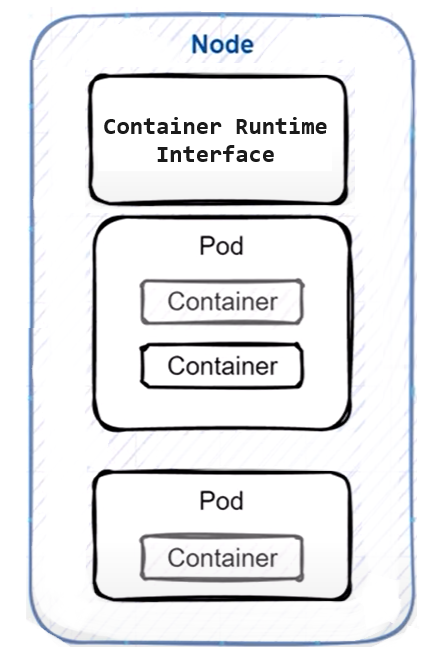 Node
Container Runtime
Interface
Pod
Container
Container
Pod
Container